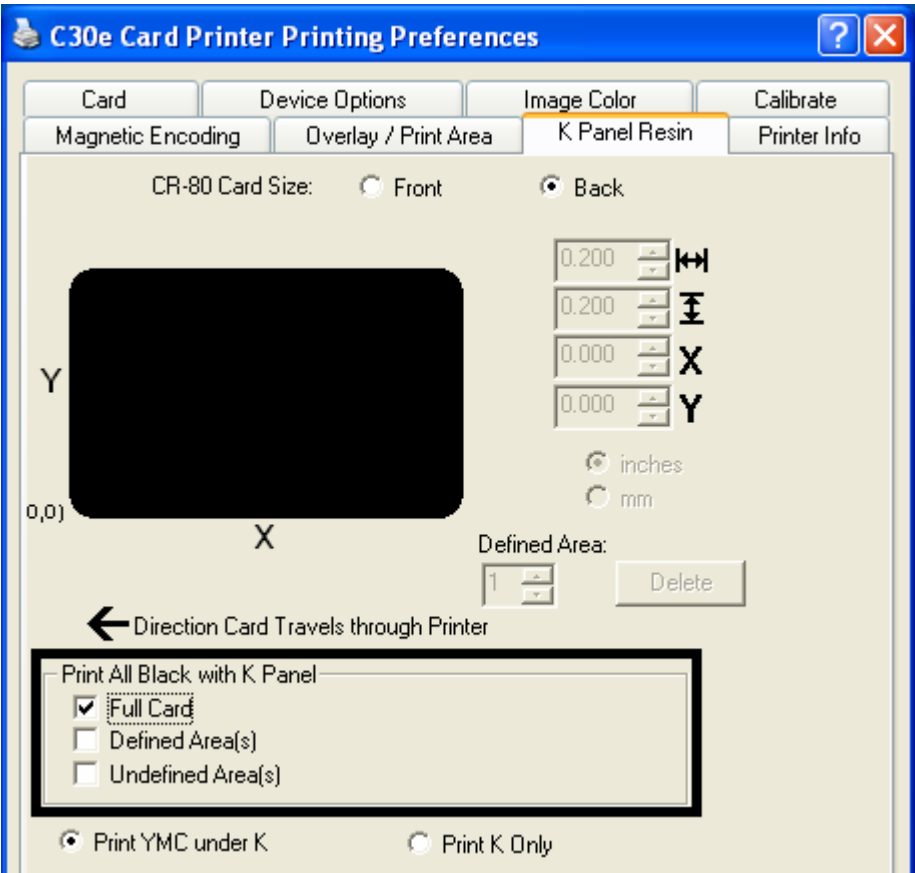 C30e Card Printer Printing Preferences
Card Device Options Image Color Calibrate
Magnetic Encoding Overlay / Print Area K Panel Resin Printer Info
CR-80 Card Size: Front Back
0.200
0.200
0.000 X
0.000 Y
Y
inches
mm
0,0)
X
Defined Area:
1 Delete
Direction Card Travels through Printer
Print All Black with K Panel
Full Card
Defined Area(s)
Undefined Area(s)
Print YMC under K Print K Only